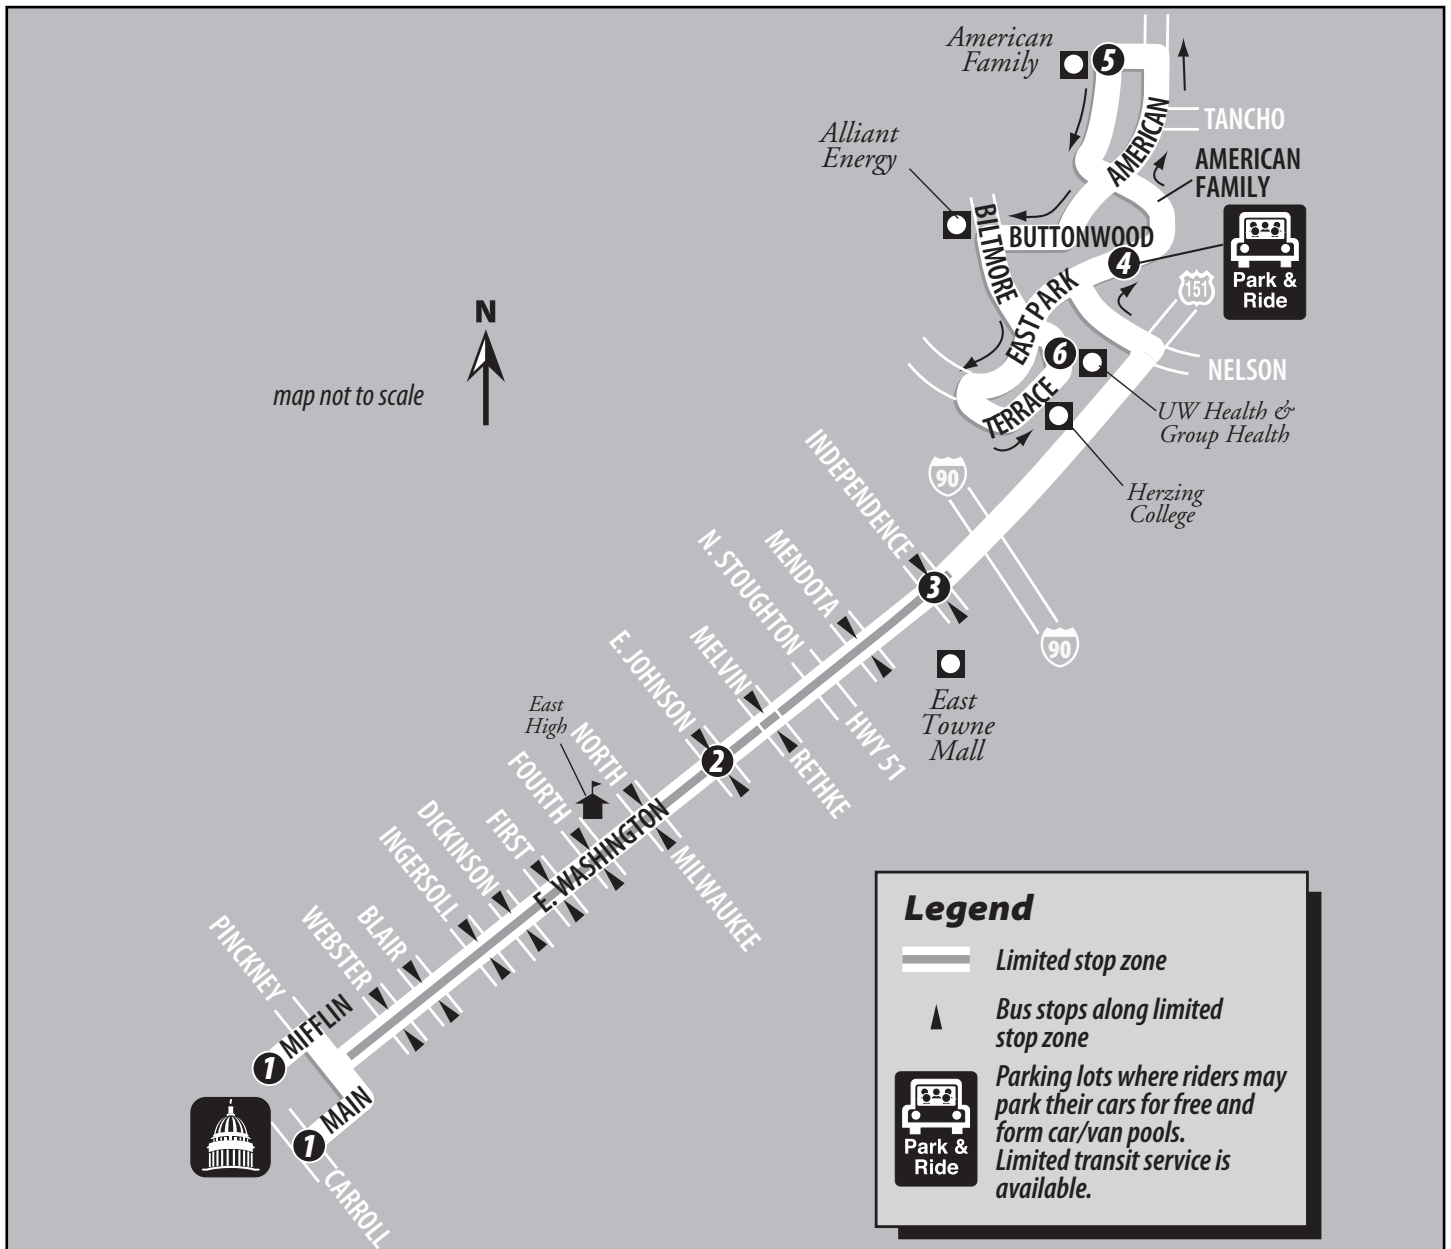 American
Family
5
TANCHO
AMERICAN
Alliant
Energy
AMERICAN
FAMILY
BILTMORE
BUTTONWOOD
4
Park &
Ride
151
EASTPARK
N
map not to scale
6
NELSON
TERRACE
UW Health &
Group Health
INDEPENDENCE
90
Herzing
College
N. STOUGHTON
MENDOTA
3
90
E. JOHNSON
MELVIN
East
Towne
Mall
East
High
NORTH
HWY 51
2
RETHKE
FOURTH
DICKINSON
FIRST
E. WASHINGTON
INGERSOLL
MILWAUKEE
PINCKNEY
WEBSTER
BLAIR
MIFFLIN
1
MAIN
1
CARROLL
Legend
Limited stop zone
Bus stops along limited
stop zone
Park &
Ride
Parking lots where riders may
park their cars for free and
form car/van pools.
Limited transit service is
available.